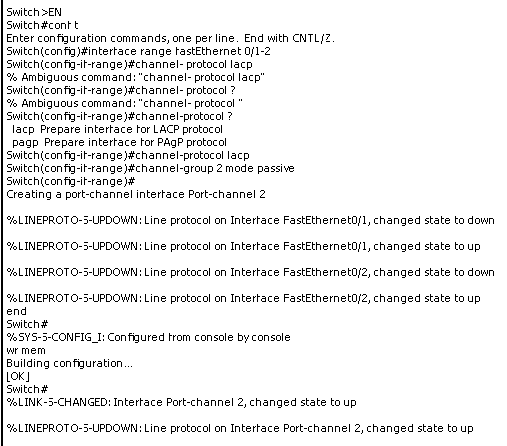 Switch>EN
Switch#conf t
Enter configuration commands, one per line. End with CNTL/Z.
Switch(config)#interface range fastEthernet 0/1-2
Switch(config-if-range)#channel- protocol lacp
% Ambiguous command: "channel- protocol lacp"
Switch(config-if-range)#channel- protocol ?
% Ambiguous command: "channel- protocol "
Switch(config-if-range)#channel-protocol ?
lacp Prepare interface for LACP protocol
pagp Prepare interface for PAgP protocol
Switch(config-if-range)#channel-protocol lacp
Switch(config-if-range)#channel-group 2 mode passive
Switch(config-if-range)#
Creating a port-channel interface Port-channel 2
%LINEPROTO-5-UPDOWN: Line protocol on Interface FastEthernet0/1, changed state to down
%LINEPROTO-5-UPDOWN: Line protocol on Interface FastEthernet0/1, changed state to up
%LINEPROTO-5-UPDOWN: Line protocol on Interface FastEthernet0/2, changed state to down
%LINEPROTO-5-UPDOWN: Line protocol on Interface FastEthernet0/2, changed state to up
end
Switch#
%SYS-5-CONFIG_I: Configured from console by console
wr mem
Building configuration...
[OK]
Switch#
%LINK-5-CHANGED: Interface Port-channel 2, changed state to up
%LINEPROTO-5-UPDOWN: Line protocol on Interface Port-channel 2, changed state to up